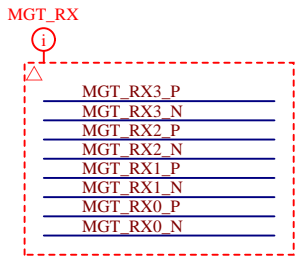 MGT_RX
i
MGT_RX3_P
MGT_RX3_N
MGT_RX2_P
MGT_RX2_N
MGT_RX1_P
MGT_RX1_N
MGT_RX0_P
MGT_RX0_N